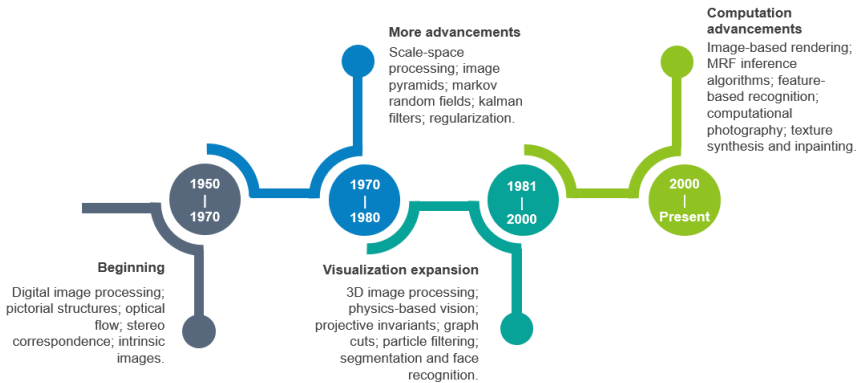 Computation
advancements
Image-based rendering;
MRF inference
algorithms; feature-
based recognition;
computational
photography; texture
synthesis and inpainting.
More advancements
Scale-space
processing; image
pyramids; markov
random fields; kalman
filters; regularization.
1950
|
1970
1970
|
1980
1981
|
2000
2000
|
Present
Beginning
Digital image processing;
pictorial structures; optical
flow; stereo
correspondence; intrinsic
images.
Visualization expansion
3D image processing;
physics-based vision;
projective invariants; graph
cuts; particle filtering;
segmentation and face
recognition.